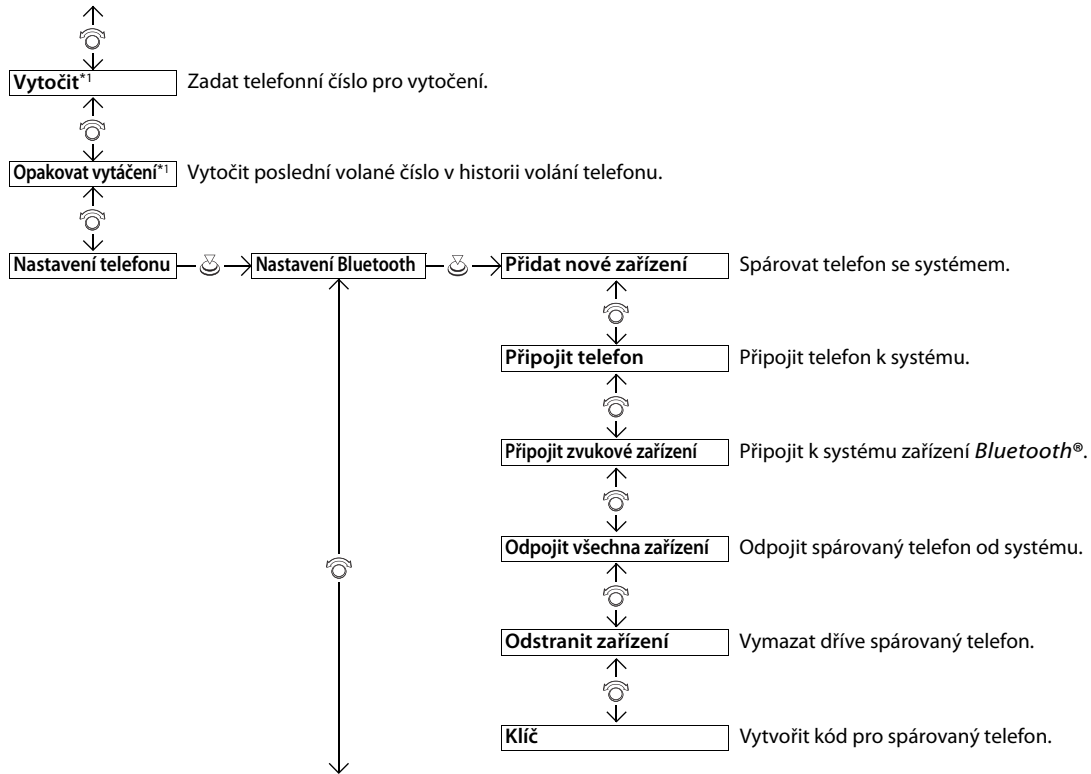 Vytočit*1 Zadat telefonní číslo pro vytočení.
Opakovat vytáčení*1 Vytočit poslední volané číslo v historii volání telefonu.
Nastavení telefonu Nastavení Bluetooth Přidat nové zařízení Spárovat telefon se systémem.
Připojit telefon Připojit telefon k systému.
Připojit zvukové zařízení Připojit k systému zařízení Bluetooth®.
Odpojit všechna zařízení Odpojit spárovaný telefon od systému.
Odstranit zařízení Vymazat dříve spárovaný telefon.
Klíč Vytvořit kód pro spárovaný telefon.